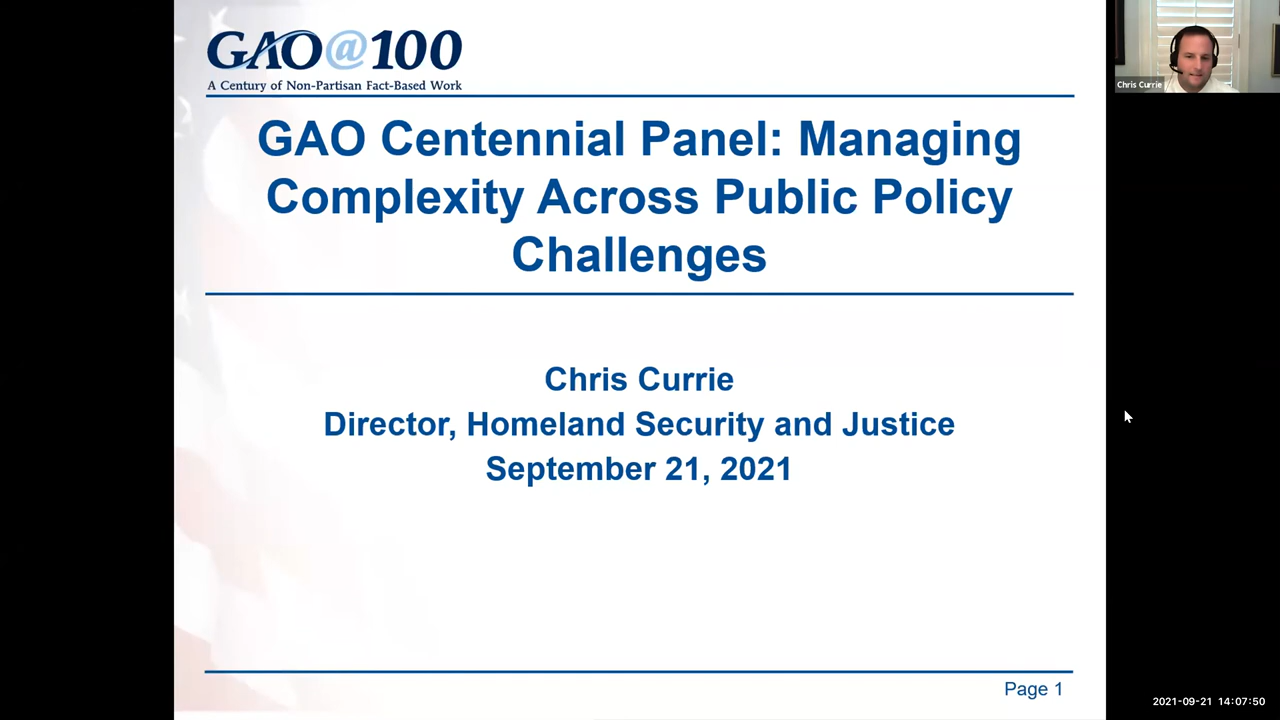 GAO@100
A Century of Non-Partisan Fact-Based Work
Chris Currie
GAO Centennial Panel: Managing
Complexity Across Public Policy
Challenges
Chris Currie
Director, Homeland Security and Justice
September 21, 2021
Page 1
2021-09-21 14:07:50